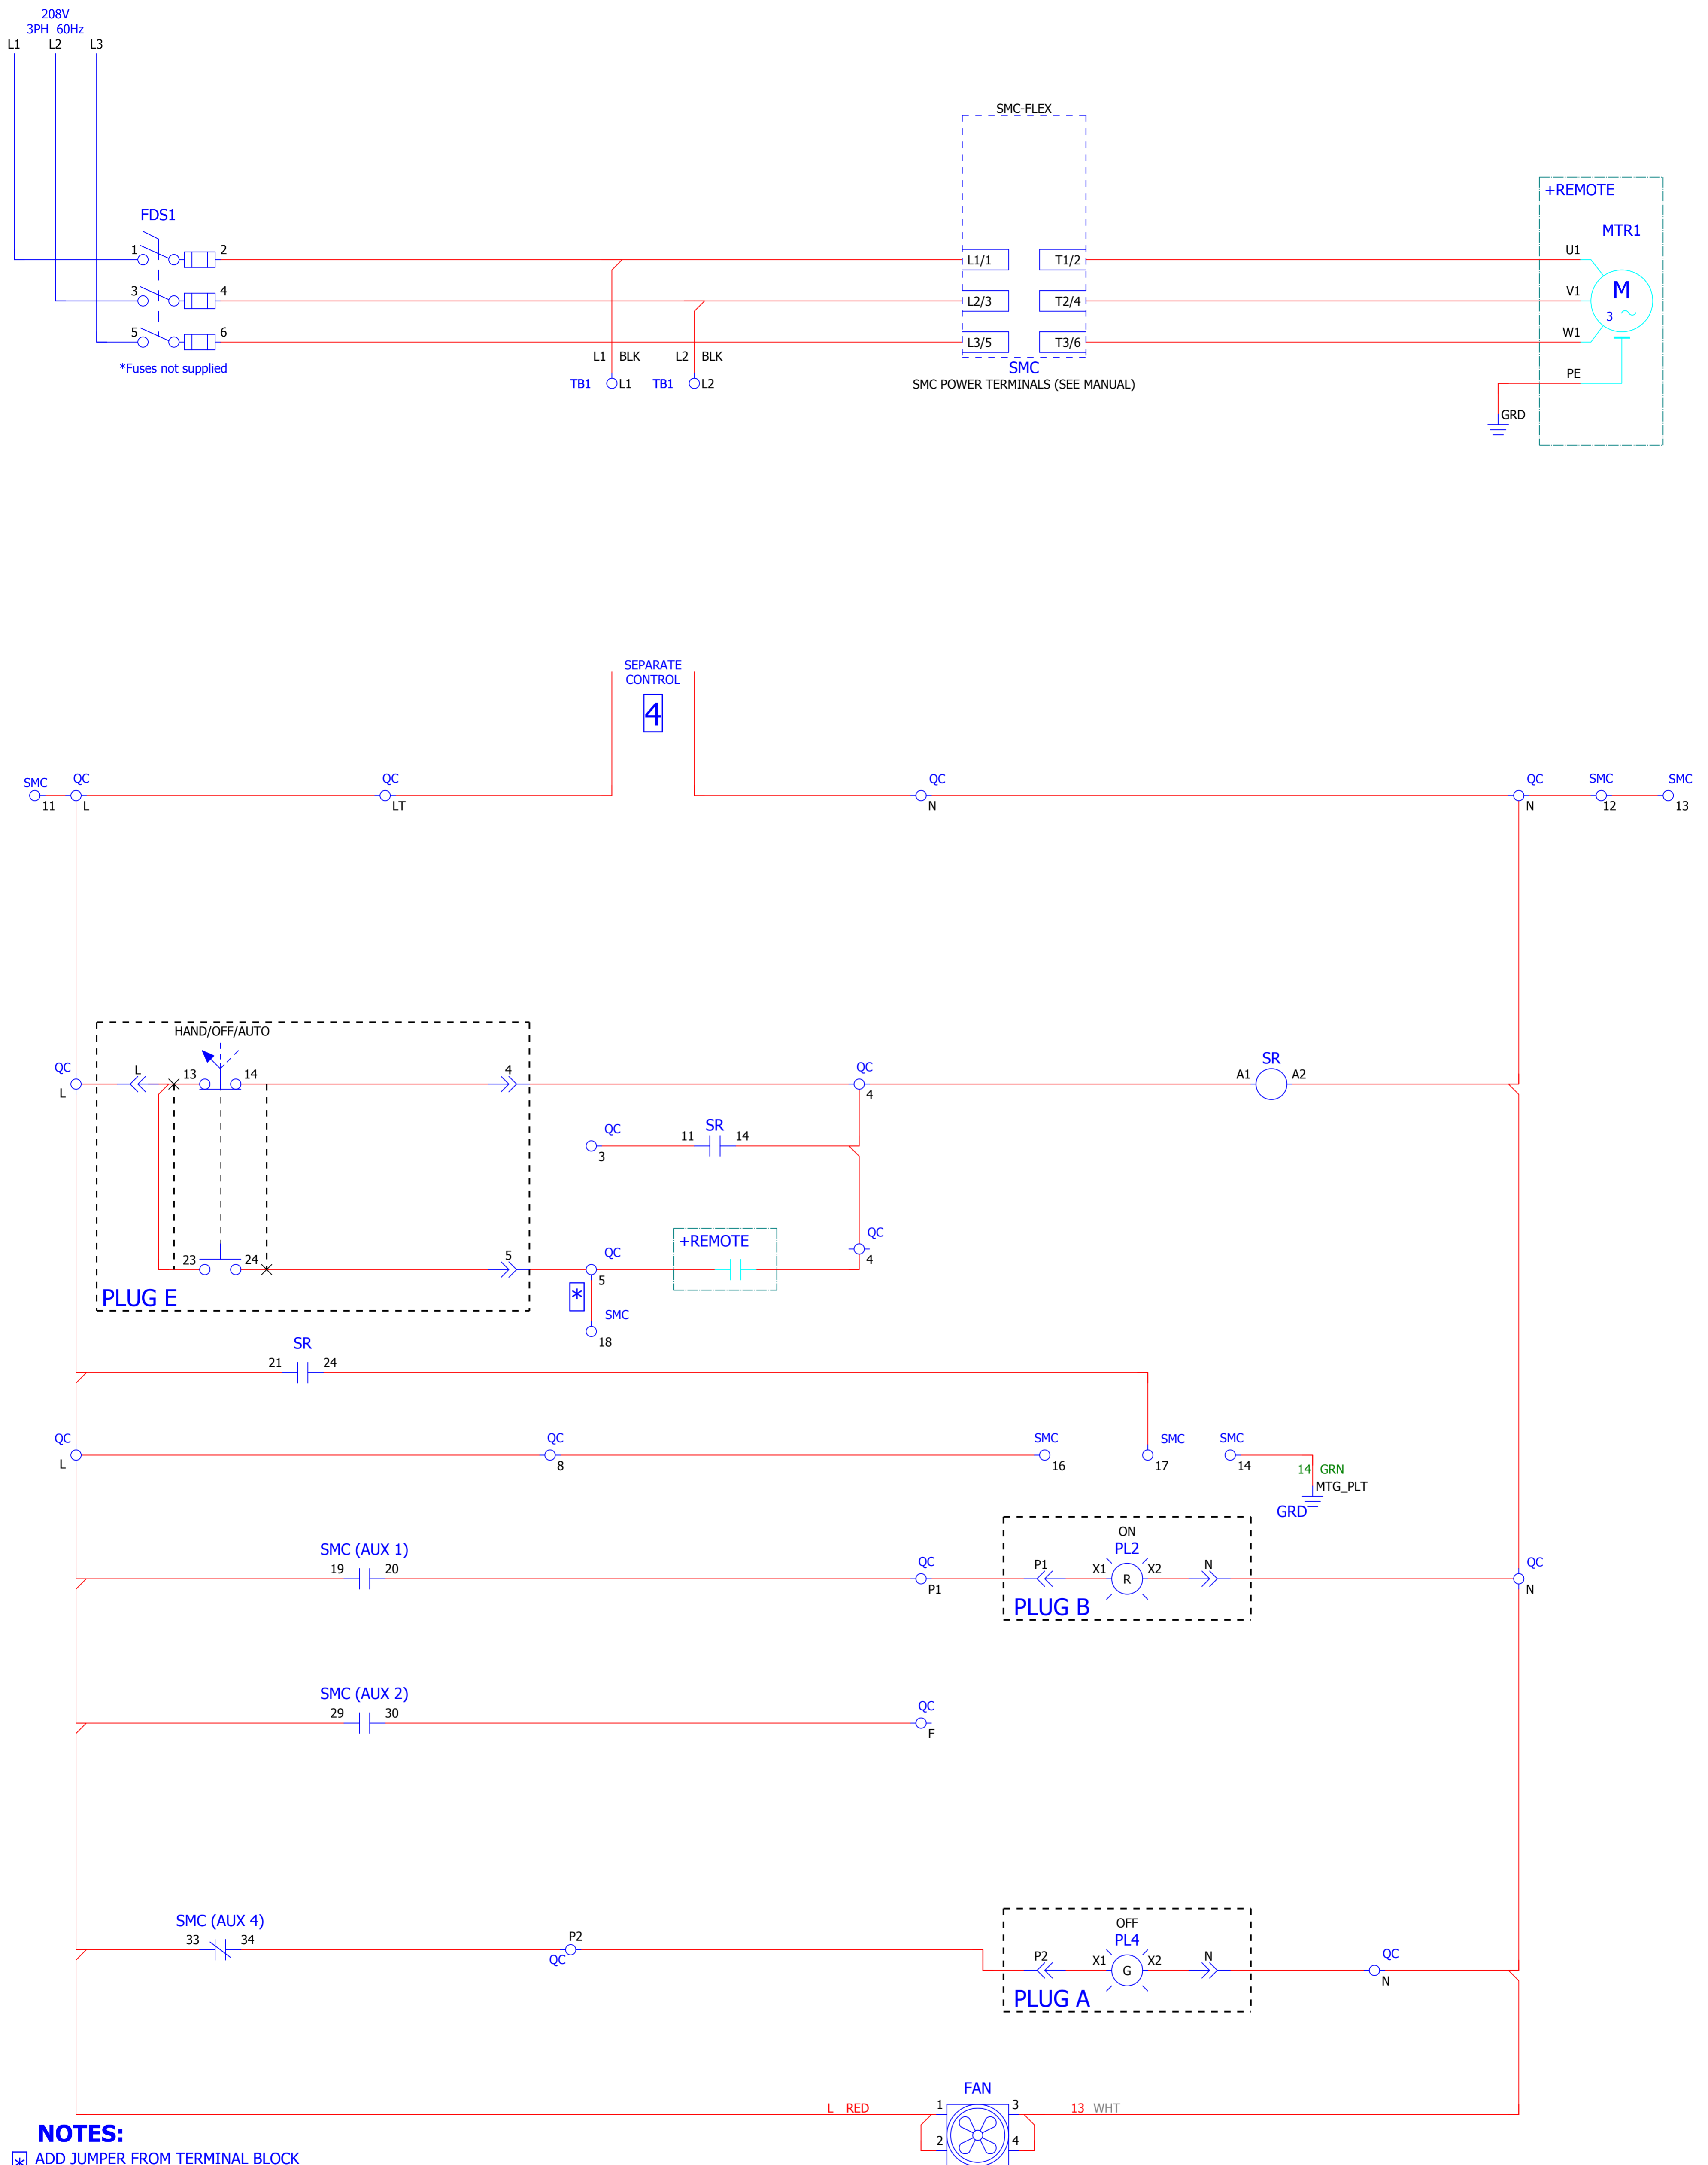 208V
3PH 60Hz
L1 L2 L3
SMC-FLEX
+REMOTE
FDS1
MTR1
1 2 L1/1 T1/2 U1
3 4 L2/3 T2/4 V1
M
3
5 6 L3/5 T3/6 W1
*Fuses not supplied
L1 BLK L2 BLK
SMC
TB1 L1 TB1 L2
SMC POWER TERMINALS (SEE MANUAL)
PE
GRD
SEPARATE
CONTROL
4
SMC QC QC QC QC SMC SMC
11 L LT N N 12 13
HAND/OFF/AUTO
QC L 13 14 4 QC SR
L 4 A1 A2
QC 11 SR 14
3
QC
4
+REMOTE
23 24 5 QC
5
PLUG E
*
SMC
18
SR
21 24
QC QC SMC SMC SMC
L 8 16 17 14
14 GRN
MTG_PLT
GRD
ON
PL2
SMC (AUX 1)
19 20 QC P1 X1 R X2 N QC
P1 N
PLUG B
SMC (AUX 2)
29 30 QC
F
SMC (AUX 4)
33 34 P2
QC
OFF
PL4
P2 X1 G X2 N QC
N
PLUG A
FAN
L RED 1 3 13 WHT
2 4
NOTES:
* ADD JUMPER FROM TERMINAL BLOCK